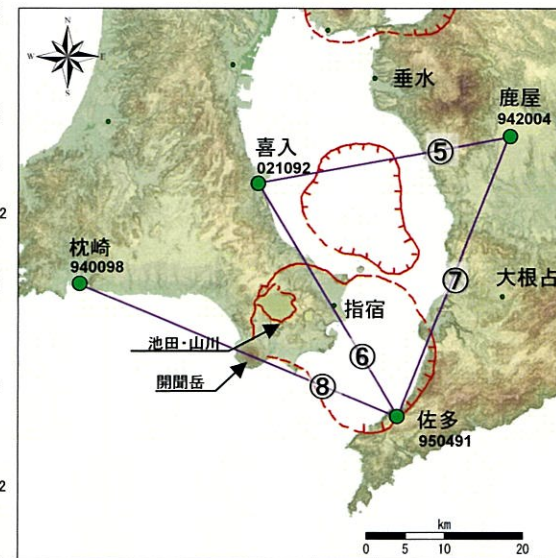 N
W E
S
垂水
鹿屋
942004
喜入
021092
⑤
2
枕崎
940098
⑦
大根占
指宿
池田・山川
⑥
開聞岳
⑧
佐多
950491
2
km
0 5 10 20